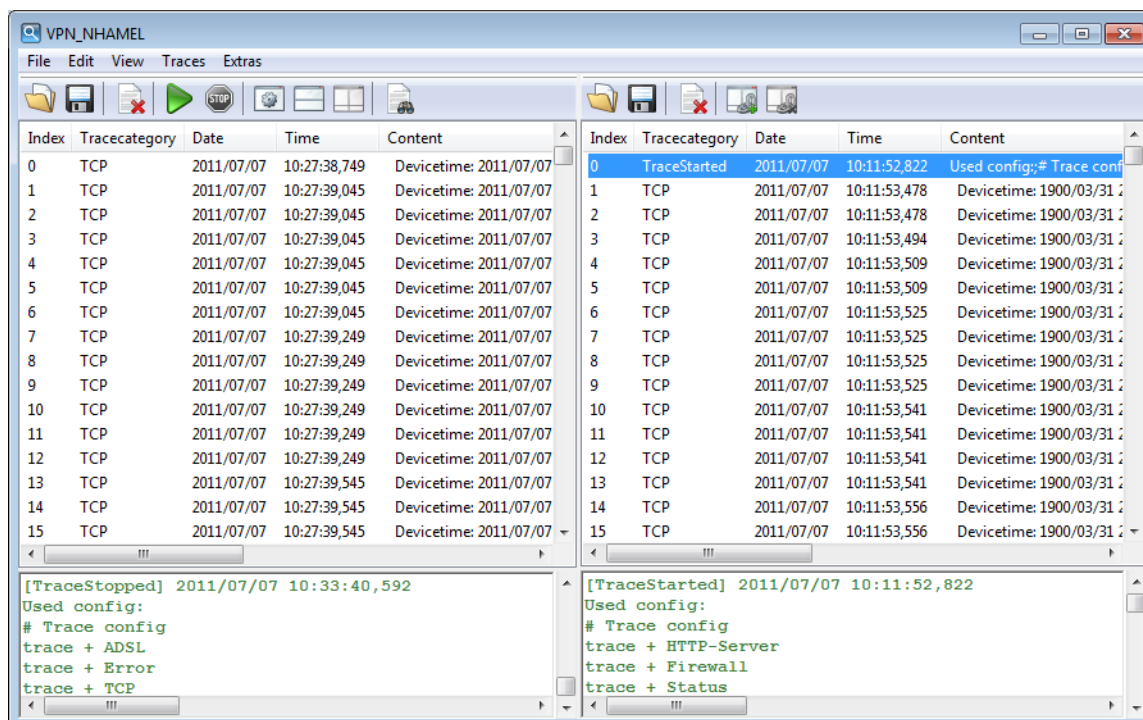 VPN_NHAMEL
File Edit View Traces Extras
STOP
Index Tracecategory Date Time Content
0 TCP 2011/07/07 10:27:38,749 Devicetime: 2011/07/07
1 TCP 2011/07/07 10:27:39,045 Devicetime: 2011/07/07
2 TCP 2011/07/07 10:27:39,045 Devicetime: 2011/07/07
3 TCP 2011/07/07 10:27:39,045 Devicetime: 2011/07/07
4 TCP 2011/07/07 10:27:39,045 Devicetime: 2011/07/07
5 TCP 2011/07/07 10:27:39,045 Devicetime: 2011/07/07
6 TCP 2011/07/07 10:27:39,045 Devicetime: 2011/07/07
7 TCP 2011/07/07 10:27:39,249 Devicetime: 2011/07/07
8 TCP 2011/07/07 10:27:39,249 Devicetime: 2011/07/07
9 TCP 2011/07/07 10:27:39,249 Devicetime: 2011/07/07
10 TCP 2011/07/07 10:27:39,249 Devicetime: 2011/07/07
11 TCP 2011/07/07 10:27:39,249 Devicetime: 2011/07/07
12 TCP 2011/07/07 10:27:39,249 Devicetime: 2011/07/07
13 TCP 2011/07/07 10:27:39,545 Devicetime: 2011/07/07
14 TCP 2011/07/07 10:27:39,545 Devicetime: 2011/07/07
15 TCP 2011/07/07 10:27:39,545 Devicetime: 2011/07/07
[TraceStopped] 2011/07/07 10:33:40,592
Used config:
# Trace config
trace + ADSL
trace + Error
trace + TCP
Index Tracecategory Date Time Content
0 TraceStarted 2011/07/07 10:11:52,822 Used config:;# Trace conf
1 TCP 2011/07/07 10:11:53,478 Devicetime: 1900/03/31 2
2 TCP 2011/07/07 10:11:53,478 Devicetime: 1900/03/31 2
3 TCP 2011/07/07 10:11:53,494 Devicetime: 1900/03/31 2
4 TCP 2011/07/07 10:11:53,509 Devicetime: 1900/03/31 2
5 TCP 2011/07/07 10:11:53,509 Devicetime: 1900/03/31 2
6 TCP 2011/07/07 10:11:53,525 Devicetime: 1900/03/31 2
7 TCP 2011/07/07 10:11:53,525 Devicetime: 1900/03/31 2
8 TCP 2011/07/07 10:11:53,525 Devicetime: 1900/03/31 2
9 TCP 2011/07/07 10:11:53,525 Devicetime: 1900/03/31 2
10 TCP 2011/07/07 10:11:53,541 Devicetime: 1900/03/31 2
11 TCP 2011/07/07 10:11:53,541 Devicetime: 1900/03/31 2
12 TCP 2011/07/07 10:11:53,541 Devicetime: 1900/03/31 2
13 TCP 2011/07/07 10:11:53,541 Devicetime: 1900/03/31 2
14 TCP 2011/07/07 10:11:53,556 Devicetime: 1900/03/31 2
15 TCP 2011/07/07 10:11:53,556 Devicetime: 1900/03/31 2
[TraceStarted] 2011/07/07 10:11:52,822
Used config:
# Trace config
trace + HTTP-Server
trace + Firewall
trace + Status